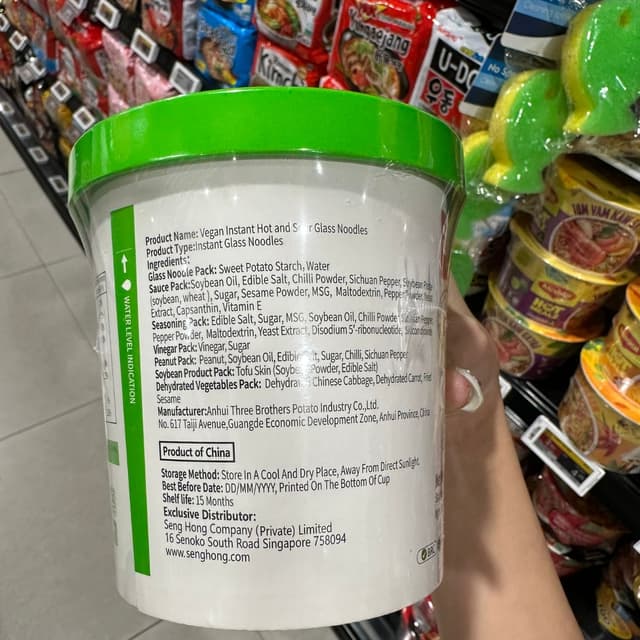 Kimc
U-DO
No S
WATER LEVEL INDICATION
Product Name: Vegan Instant Hot and Sour Glass Noodles
Product Type:Instant Glass Noodles
Ingredients:
Glass Noodle Pack: Sweet Potato Starch, Water
Sauce Pack:Soybean Oil, Edible Salt, Chilli Powder, Sichuan Pepper, Soybean
(soybean, wheat), Sugar, Sesame Powder, MSG, Maltodextrin, Pepper
Extract, Capsanthin, Vitamin E
Seasoning Pack: Edible Salt, Sugar, MSG, Soybean Oil, Chilli Powder, Sichuan Pepper
Pepper Powder, Maltodextrin, Yeast Extract, Disodium 5'-ribonucleotide,
Vinegar Pack: Vinegar, Sugar
Peanut Pack: Peanut, Soybean Oil, Edible Salt, Sugar, Chilli, Sichuan Pepper
Soybean Product Pack: Tofu Skin (Soybean, Powder, Edible Salt)
Dehydrated Vegetables Pack: Dehydrated Chinese Cabbage, Dehydrated Carrot, Fried
Sesame
Manufacturer:Anhui Three Brothers Potato Industry Co.,Ltd.
No. 617 Taiji Avenue,Guangde Economic Development Zone, Anhui Province, China
Product of China
Storage Method: Store In A Cool And Dry Place, Away From Direct Sunlight.
Best Before Date: DD/MM/YYYY, Printed On The Bottom Of Cup
Shelf life: 15 Months
Exclusive Distributor:
Seng Hong Company (Private) Limited
16 Senoko South Road Singapore 758094
www.senghong.com